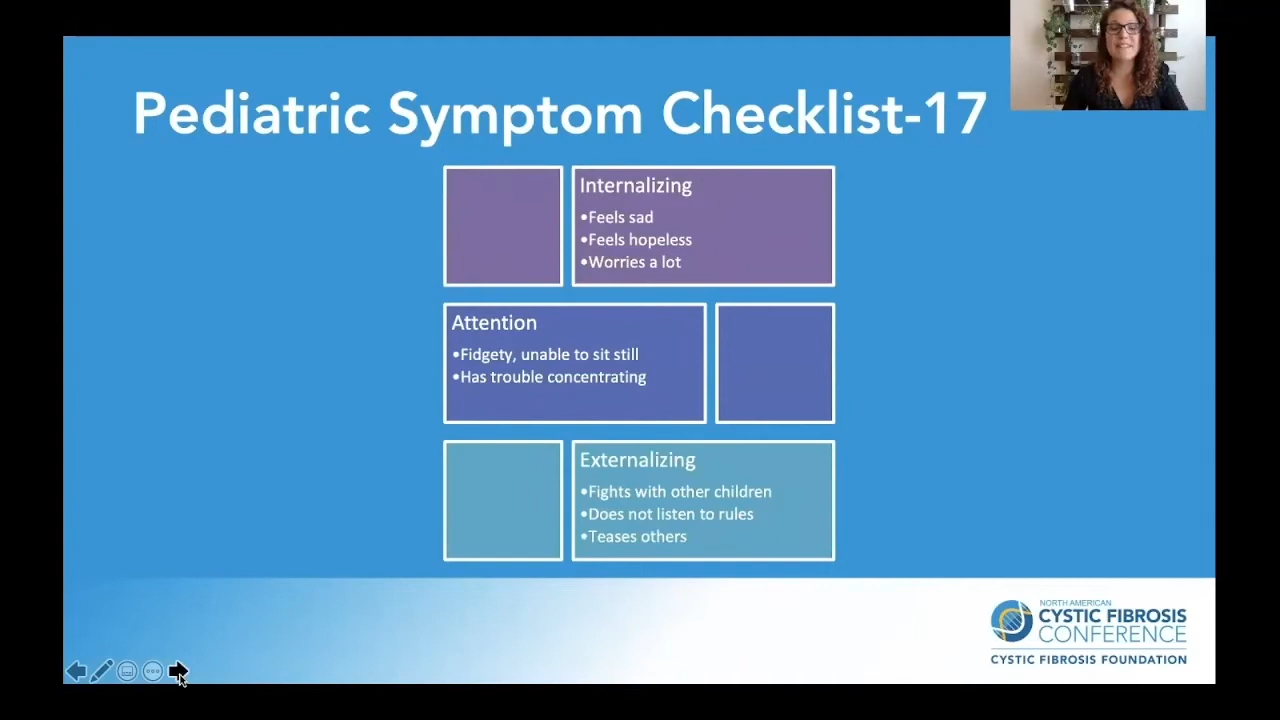 Pediatric Symptom Checklist-17
Internalizing
•Feels sad
•Feels hopeless
•Worries a lot
Attention
•Fidgety, unable to sit still
•Has trouble concentrating
Externalizing
•Fights with other children
•Does not listen to rules
•Teases others
NORTH AMERICAN
CYSTIC FIBROSIS
CONFERENCE
CYSTIC FIBROSIS FOUNDATION